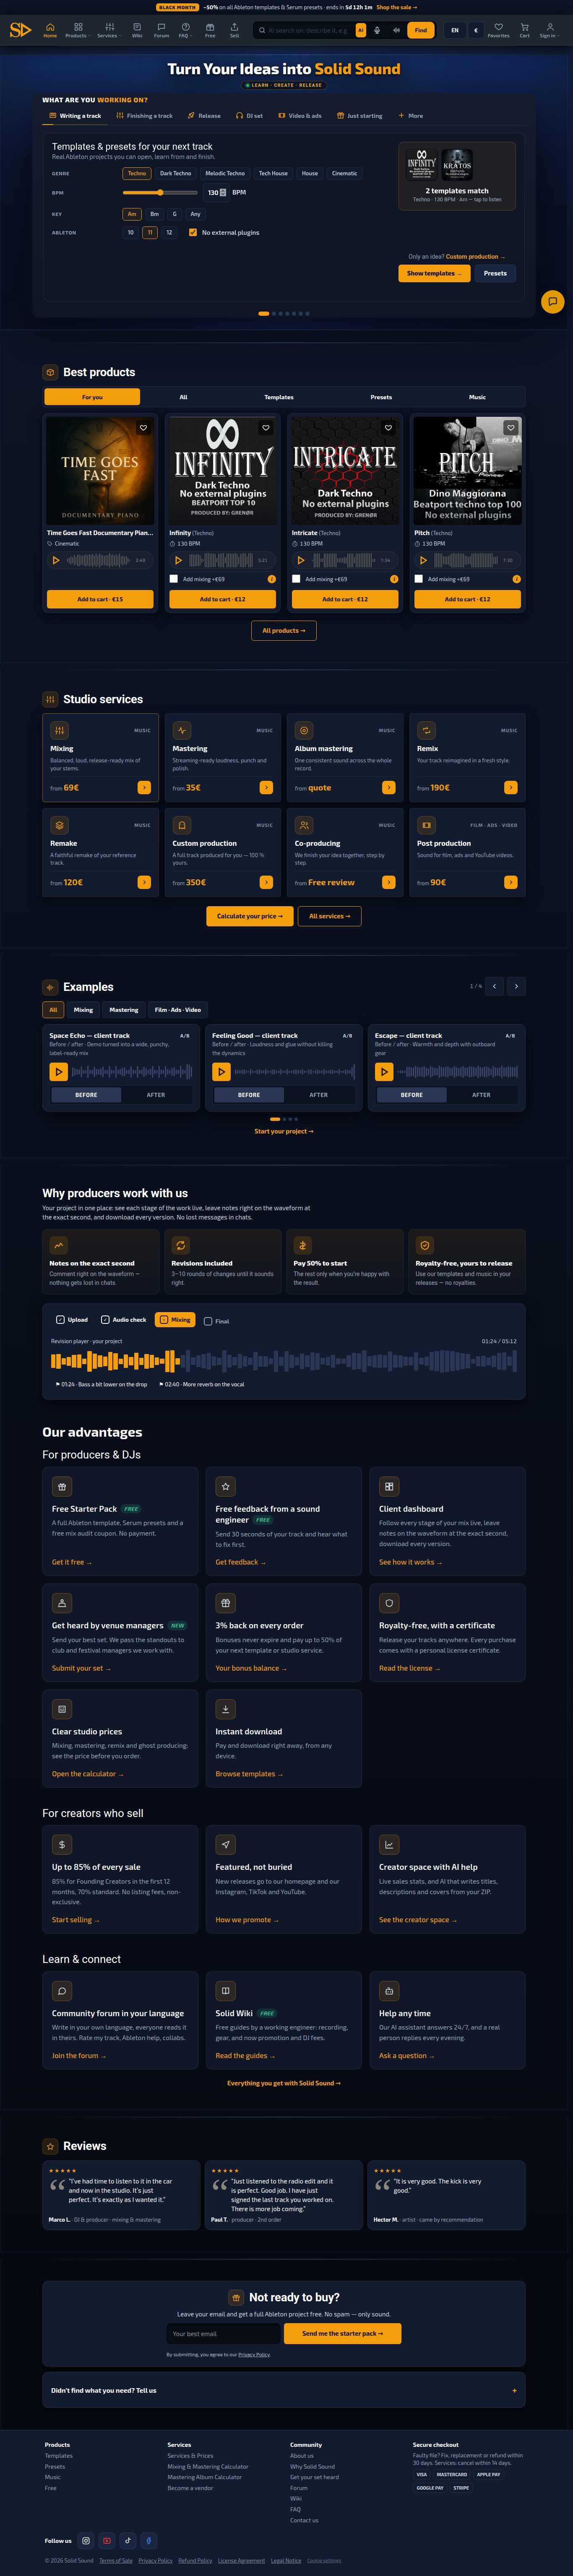 BLACK MONTH −50% on all Ableton templates & Serum presets · ends in 5d 12h 1m Shop the sale →
Home Products Services Wiki Forum FAQ Free Sell
AI search on: describe it, e.g. AI Find EN € Favorites Cart Sign in
Turn Your Ideas into Solid Sound
LEARN · CREATE · RELEASE
WHAT ARE YOU WORKING ON?
Writing a track Finishing a track Release DJ set Video & ads Just starting More
Templates & presets for your next track
Real Ableton projects you can open, learn from and finish.
GENRE Techno Dark Techno Melodic Techno Tech House House Cinematic
BPM 130 BPM
KEY Am Bm G Any
ABLETON 10 11 12 No external plugins
INFINITY
KRATOS
2 templates match
Techno · 130 BPM · Am — tap to listen
Only an idea? Custom production →
Show templates → Presets
Best products
For you All Templates Presets Music
TIME GOES FAST
DOCUMENTARY
Time Goes Fast Documentary Pian...
Cinematic
2:40
Add to cart · €15
INFINITY
Dark Techno
No external plugins
BEATPORT TOP 10
PRODUCED BY: GRENØR
Infinity (Techno)
130 BPM
5:21
Add mixing +€69
Add to cart · €12
INTRICATE
Dark Techno
No external plugins
PRODUCED BY: GRENØR
Intricate (Techno)
130 BPM
Add mixing +€69
Add to cart · €12
PITCH
Dino Maggiorana
Beatport techno top 100
No external plugins
Pitch (Techno)
130 BPM
Add mixing +€69
Add to cart · €12
All products →
Studio services
MUSIC
Mixing
Balanced, loud, release-ready mix of your stems.
from 69€
MUSIC
Mastering
Streaming-ready loudness, punch and polish.
from 35€
MUSIC
Album mastering
One consistent sound across the whole record.
from quote
MUSIC
Remix
Your track reimagined in a fresh style.
from 190€
MUSIC
Remake
A faithful remake of your reference track.
from 120€
MUSIC
Custom production
A full track produced for you — 100 % yours.
from 350€
MUSIC
Co-producing
We finish your idea together, step by step.
from Free review
FILM · ADS · VIDEO
Post production
Sound for film, ads and YouTube videos.
from 90€
Calculate your price → All services →
Examples 1 / 4
All Mixing Mastering Film · Ads · Video
Space Echo — client track A/B
Before / after · Demo turned into a wide, punchy, label-ready mix
BEFORE AFTER
Feeling Good — client track A/B
Before / after · Loudness and glue without killing the dynamics
BEFORE AFTER
Escape — client track A/B
Before / after · Warmth and depth with outboard gear
BEFORE AFTER
Start your project →
Why producers work with us
Your project in one place: see each stage of the work live, leave notes right on the waveform at
the exact second, and download every version. No lost messages in chats.
Notes on the exact second
Comment right on the waveform — nothing gets lost in chats.
Revisions included
3–10 rounds of changes until it sounds right.
Pay 50% to start
The rest only when you're happy with the result.
Royalty-free, yours to release
Use our templates and music in your releases — no royalties.
Upload Audio check Mixing Final
Revision player · your project 01:24 / 05:12
01:24 · Bass a bit lower on the drop 02:40 · More reverb on the vocal
Our advantages
For producers & DJs
Free Starter Pack FREE
A full Ableton Template, Serum presets and a free mix audit coupon. No payment.
Get it free →
Free feedback from a sound engineer FREE
Send 30 seconds of your track and hear what to fix first.
Get feedback →
Client dashboard
Follow every stage of your mix live, leave notes on the waveform at the exact second, download every version.
See how it works →
Get heard by venue managers NEW
Send your best set. We pass the standouts to club and festival managers we work with.
Submit your set →
3% back on every order
Bonuses never expire and pay up to 50% of your next template or studio service.
Your bonus balance →
Royalty-free, with a certificate
Release your tracks anywhere. Every purchase comes with a personal license certificate.
Read the license →
Clear studio prices
Mixing, mastering, remix and ghost producing: see the price before you order.
Open the calculator →
Instant download
Pay and download right away, from any device.
Browse templates →
For creators who sell
Up to 85% of every sale
85% for Founding Creators in the first 12 months, 70% standard. No listing fees, non-exclusive.
Start selling →
Featured, not buried
New releases go to our homepage and our Instagram, TikTok and YouTube.
How we promote →
Creator space with AI help
Live sales stats, and AI that writes titles, descriptions and covers from your ZIP.
See the creator space →
Learn & connect
Community forum in your language
Write in your own language, everyone reads it in theirs. Rate my track, Ableton help, collabs.
Join the forum →
Solid Wiki FREE
Free guides by a working engineer: recording, gear, and now promotion and DJ fees.
Read the guides →
Help any time
Our AI assistant answers 24/7, and a real person replies every evening.
Ask a question →
Everything you get with Solid Sound →
Reviews
★★★★★
"I've had time to listen to it in the car and now in the studio. It's just perfect. It's exactly as I wanted it."
Marco L. · DJ & producer · mixing & mastering
★★★★★
"Just listened to the radio edit and it is perfect. Good job. I have just signed the last track you worked on. There is more job coming."
Paul T. · producer · 2nd order
★★★★★
"It is very good. The kick is very good."
Hector M. · artist · came by recommendation
Not ready to buy?
Leave your email and get a full Ableton project free. No spam — only sound.
Your best email Send me the starter pack →
By submitting, you agree to our Privacy Policy.
Didn't find what you need? Tell us +
Products
Templates
Presets
Music
Free
Services
Services & Prices
Mixing & Mastering Calculator
Mastering Album Calculator
Become a vendor
Community
About us
Why Solid Sound
Get your set heard
Forum
Wiki
FAQ
Contact us
Secure checkout
Faulty file? Fix, replacement or refund within
30 days. Services: cancel within 14 days.
VISA MASTERCARD APPLE PAY
GOOGLE PAY STRIPE
Follow us
© 2026 Solid Sound Terms of Sale Privacy Policy Refund Policy License Agreement Legal Notice Cookie settings